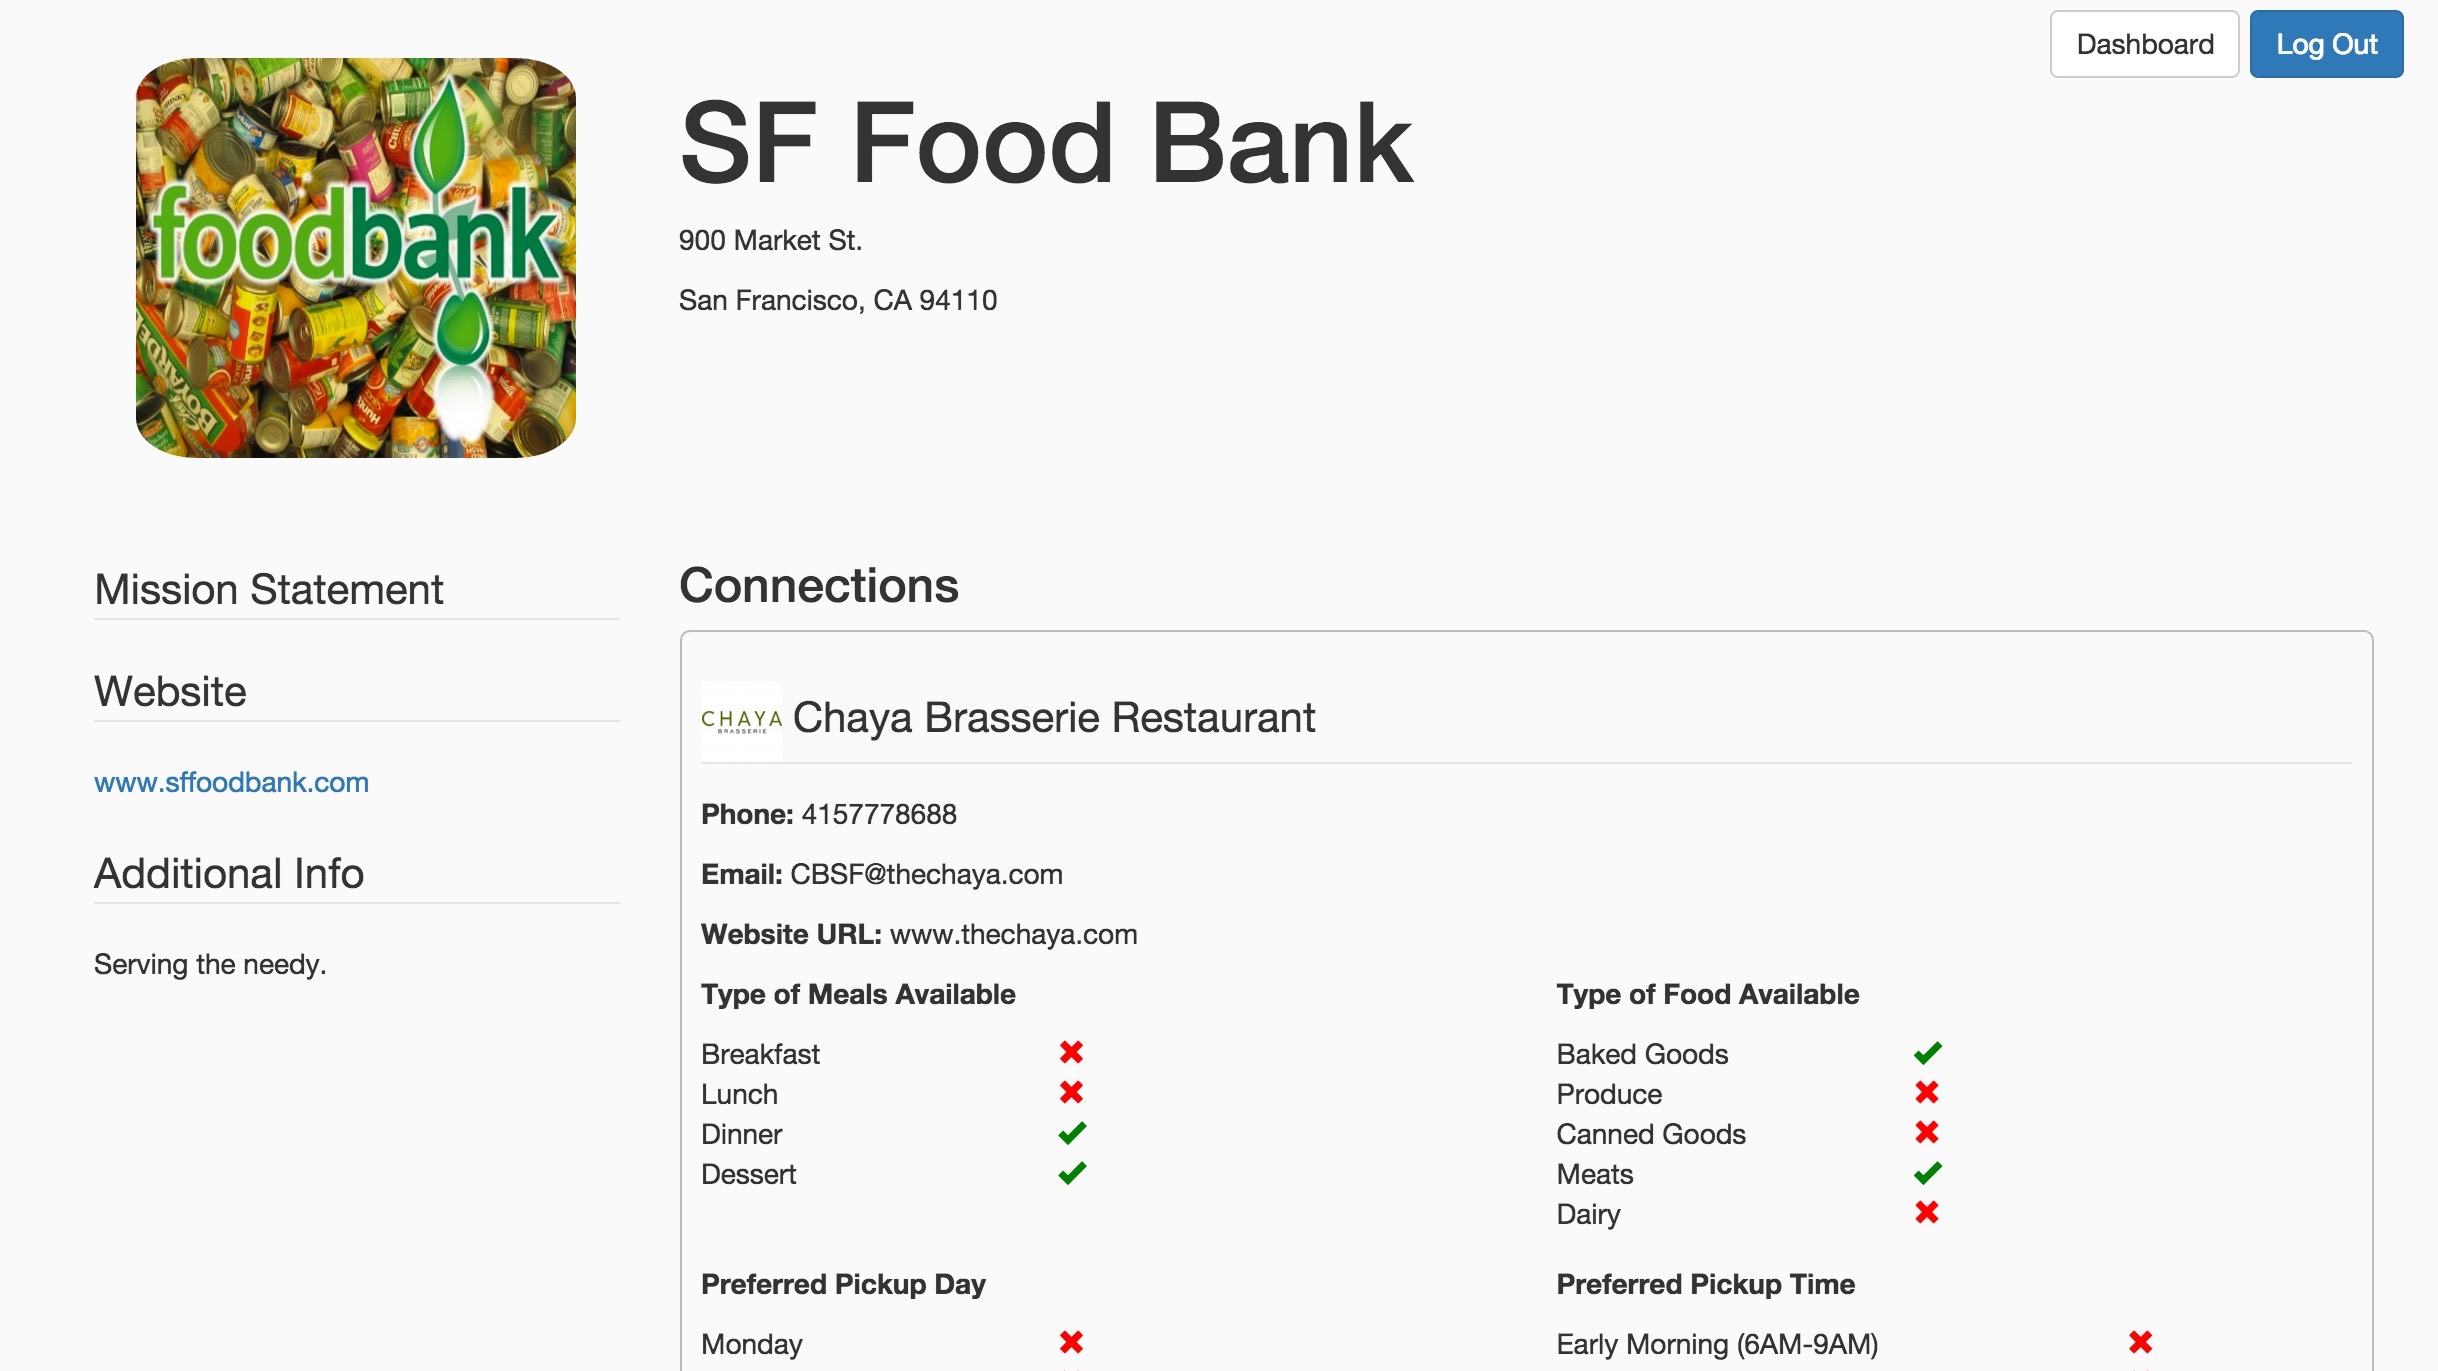 Dashboard
Log Out
foodbank
SF Food Bank
900 Market St.
San Francisco, CA 94110
BOYARDEE
Mission Statement
Website
www.sffoodbank.com
Additional Info
Serving the needy.
Connections
CHAYA
BRASSERIE
Chaya Brasserie Restaurant
Phone: 4157778688
Email: CBSF@thechaya.com
Website URL: www.thechaya.com
Type of Meals Available
Breakfast
Lunch
Dinner
Dessert
Type of Food Available
Baked Goods
Produce
Canned Goods
Meats
Dairy
Preferred Pickup Day
Monday
Preferred Pickup Time
Early Morning (6AM-9AM)